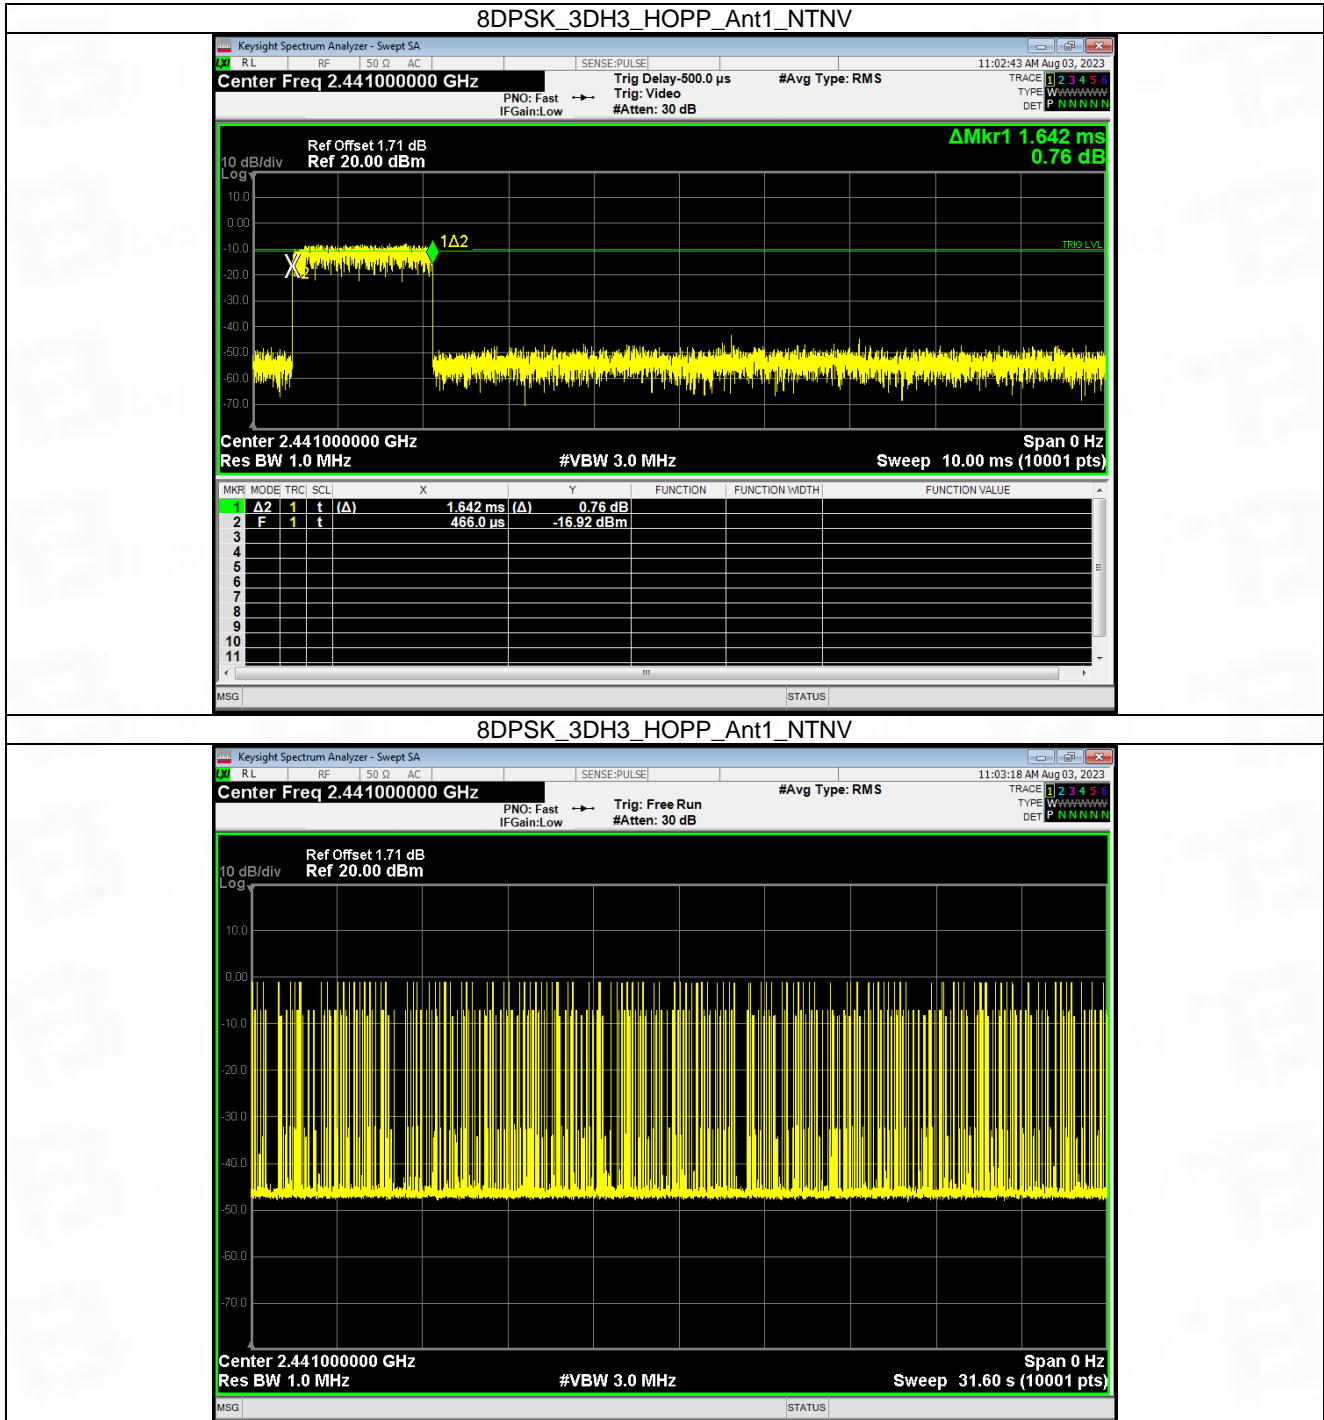 8DPSK_3DH3_HOPP_Ant1_NTNV
Keysight Spectrum Analyzer - Swept SA
LXI RL RF 50 Ω AC SENSE:PULSE 11:02:43 AM Aug 03, 2023
Center Freq 2.441000000 GHz Trig Delay-500.0 µs #Avg Type: RMS TRACE 1 2 3 4 5 6
PNO: Fast Trig: Video TYPE WWWWWW
IFGain:Low #Atten: 30 dB DET P N N N N N
ΔMkr1 1.642 ms
Ref Offset 1.71 dB
10 dB/div Ref 20.00 dBm 0.76 dB
Log
10.0
0.00
1Δ2
-10.0 TRIG LVL
-20.0
-30.0
-40.0
-50.0
-60.0
-70.0
Center 2.441000000 GHz Span 0 Hz
Res BW 1.0 MHz #VBW 3.0 MHz Sweep 10.00 ms (10001 pts)
MKR MODE TRC SCL X Y FUNCTION FUNCTION WIDTH FUNCTION VALUE
1 Δ2 1 t (Δ) 1.642 ms (Δ) 0.76 dB
2 F 1 t 466.0 µs -16.92 dBm
3
4
5
6
7
8
9
10
11
MSG STATUS
8DPSK_3DH3_HOPP_Ant1_NTNV
Keysight Spectrum Analyzer - Swept SA
LXI RL RF 50 Ω AC SENSE:PULSE 11:03:18 AM Aug 03, 2023
Center Freq 2.441000000 GHz #Avg Type: RMS TRACE 1 2 3 4 5 6
PNO: Fast Trig: Free Run TYPE WWWWWW
IFGain:Low #Atten: 30 dB DET P N N N N N
Ref Offset 1.71 dB
10 dB/div Ref 20.00 dBm
Log
10.0
0.00
-10.0
-20.0
-30.0
-40.0
-50.0
-60.0
-70.0
Center 2.441000000 GHz Span 0 Hz
Res BW 1.0 MHz #VBW 3.0 MHz Sweep 31.60 s (10001 pts)
MSG STATUS